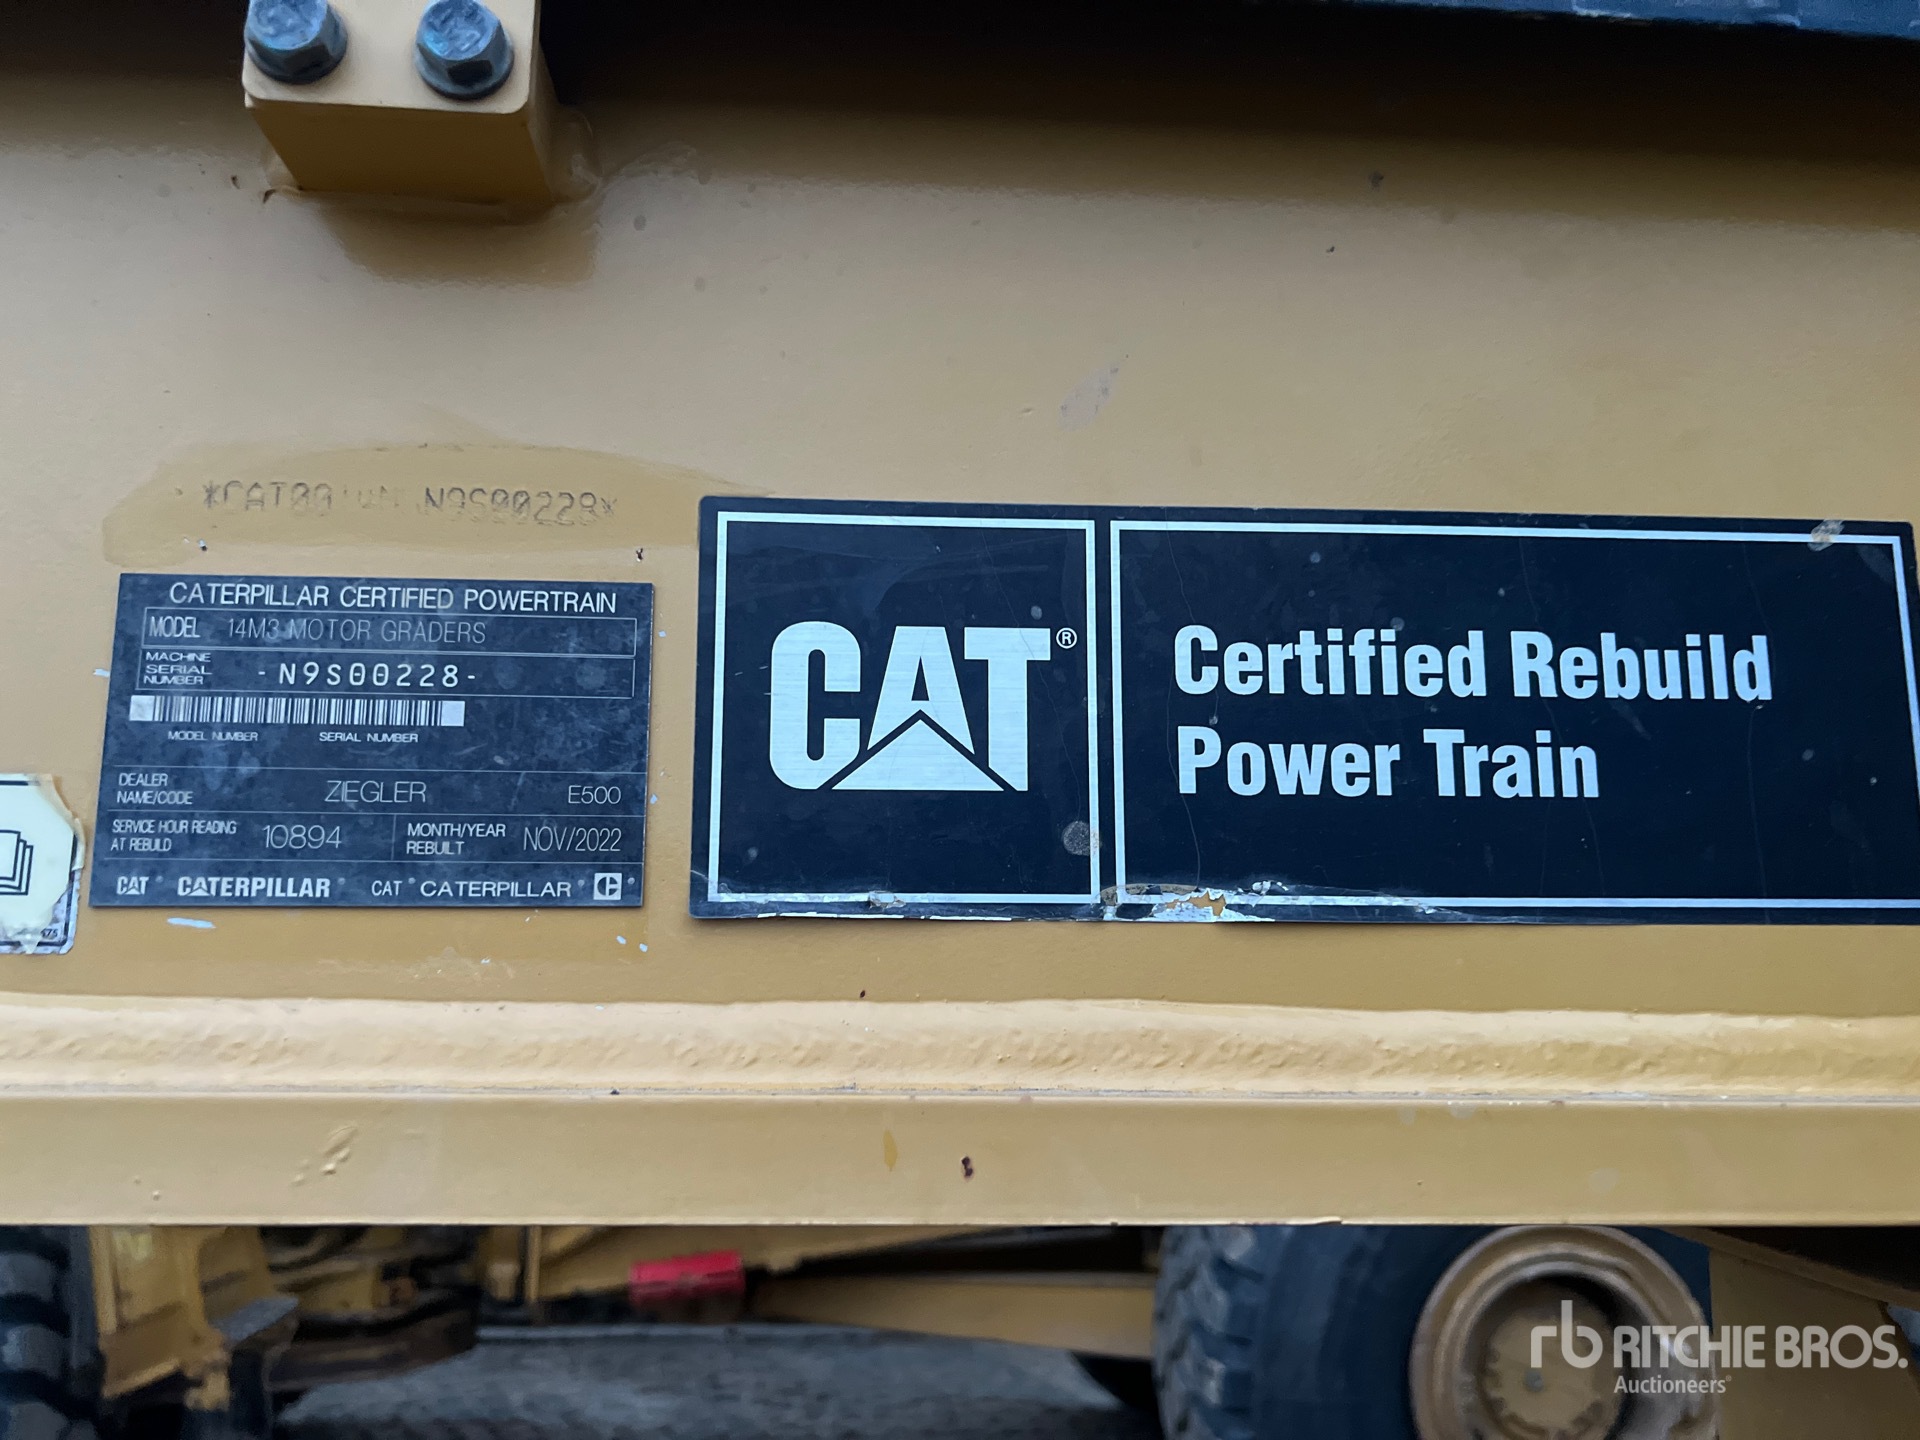 N9S00228*
CATERPILLAR CERTIFIED POWERTRAIN
MODEL 14M3 MOTOR GRADERS
MACHINE
SERIAL
NUMBER
-N9S00228-
MODEL NUMBER SERIAL NUMBER
DEALER
NAME/CODE
ZIEGLER E500
SERVICE HOUR READING
AT REBUILD
10894
MONTH/YEAR
REBUILT
NOV/2022
CAT® CATERPILLAR® CAT® CATERPILLAR®
CAT®
Certified Rebuild
Power Train
rb RITCHIE BROS.
Auctioneers